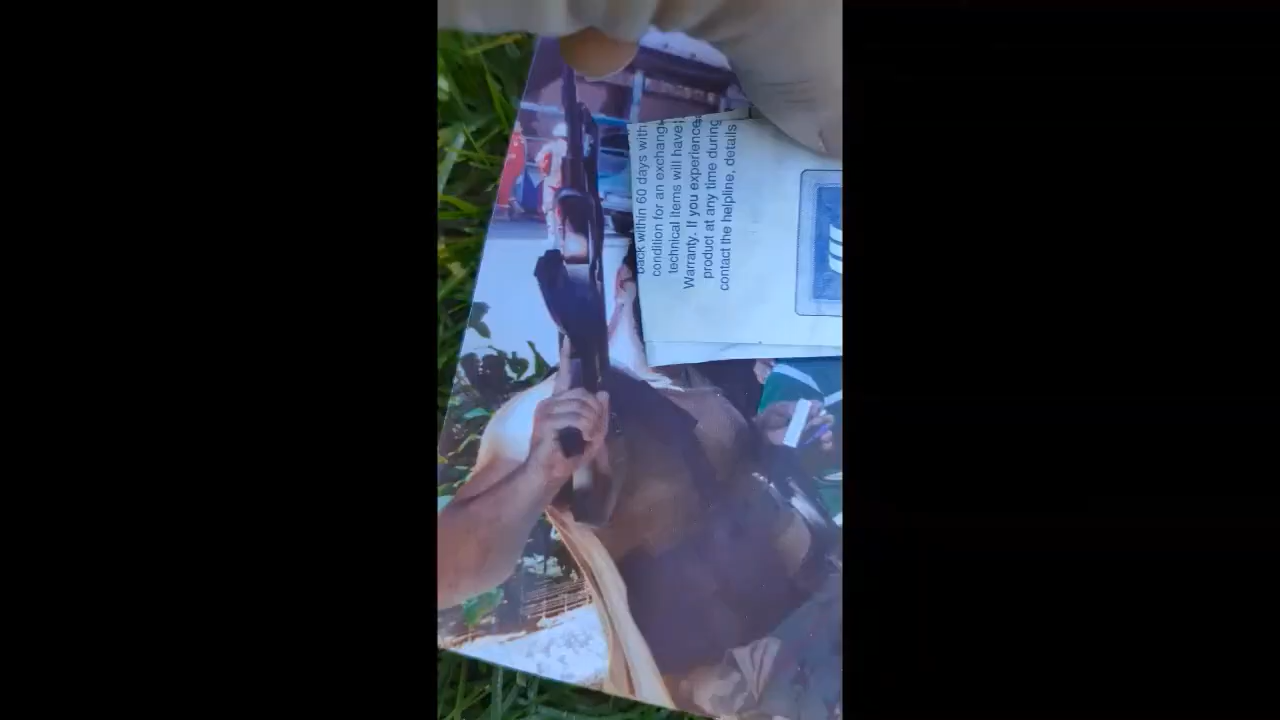 back within 60 days with
condition for an exchange
technical items will have
Warranty. If you experience
product at any time during
contact the helpline, details